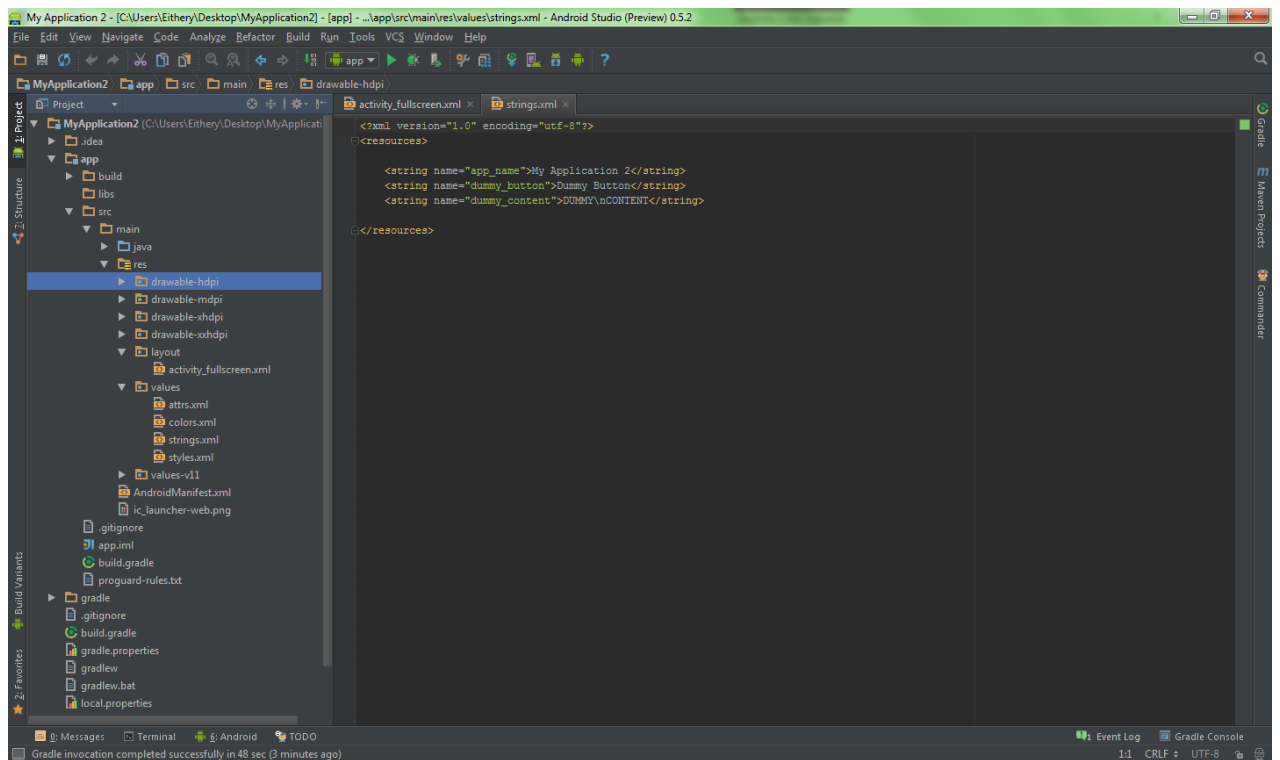 My Application 2 - [C:\Users\Eithery\Desktop\MyApplication2] - [app] - ...\app\src\main\res\values\strings.xml - Android Studio (Preview) 0.5.2
File Edit View Navigate Code Analyze Refactor Build Run Tools VCS Window Help
app
MyApplication2 app src main res drawable-hdpi
1: Project
7: Structure
Build Variants
2: Favorites
Project
MyApplication2 (C:\Users\Eithery\Desktop\MyApplicati
.idea
app
build
libs
src
main
java
res
drawable-hdpi
drawable-mdpi
drawable-xhdpi
drawable-xxhdpi
layout
activity_fullscreen.xml
values
attrs.xml
colors.xml
strings.xml
styles.xml
values-v11
AndroidManifest.xml
ic_launcher-web.png
.gitignore
app.iml
build.gradle
proguard-rules.txt
gradle
.gitignore
build.gradle
gradle.properties
gradlew
gradlew.bat
local.properties
activity_fullscreen.xml strings.xml
<?xml version="1.0" encoding="utf-8"?>
<resources>
<string name="app_name">My Application 2</string>
<string name="dummy_button">Dummy Button</string>
<string name="dummy_content">DUMMY\nCONTENT</string>
</resources>
Gradle
m Maven Projects
Commander
0: Messages Terminal 6: Android TODO 1 Event Log Gradle Console
Gradle invocation completed successfully in 48 sec (3 minutes ago) 1:1 CRLF UTF-8